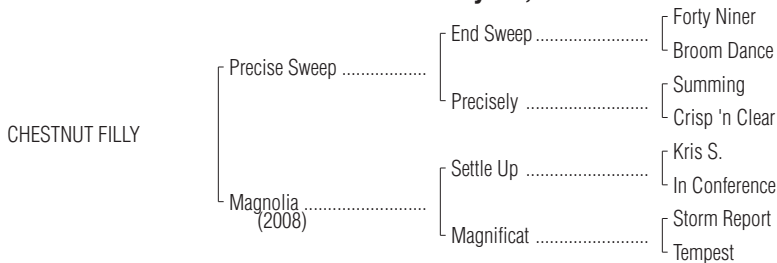 Forty Niner
End Sweep ........................
Broom Dance
Precise Sweep ..................
Summing
Precisely ..........................
Crisp 'n Clear
CHESTNUT FILLY
Kris S.
Settle Up ..........................
In Conference
Magnolia ..........................
(2008)
Storm Report
Magnificat ........................
Tempest